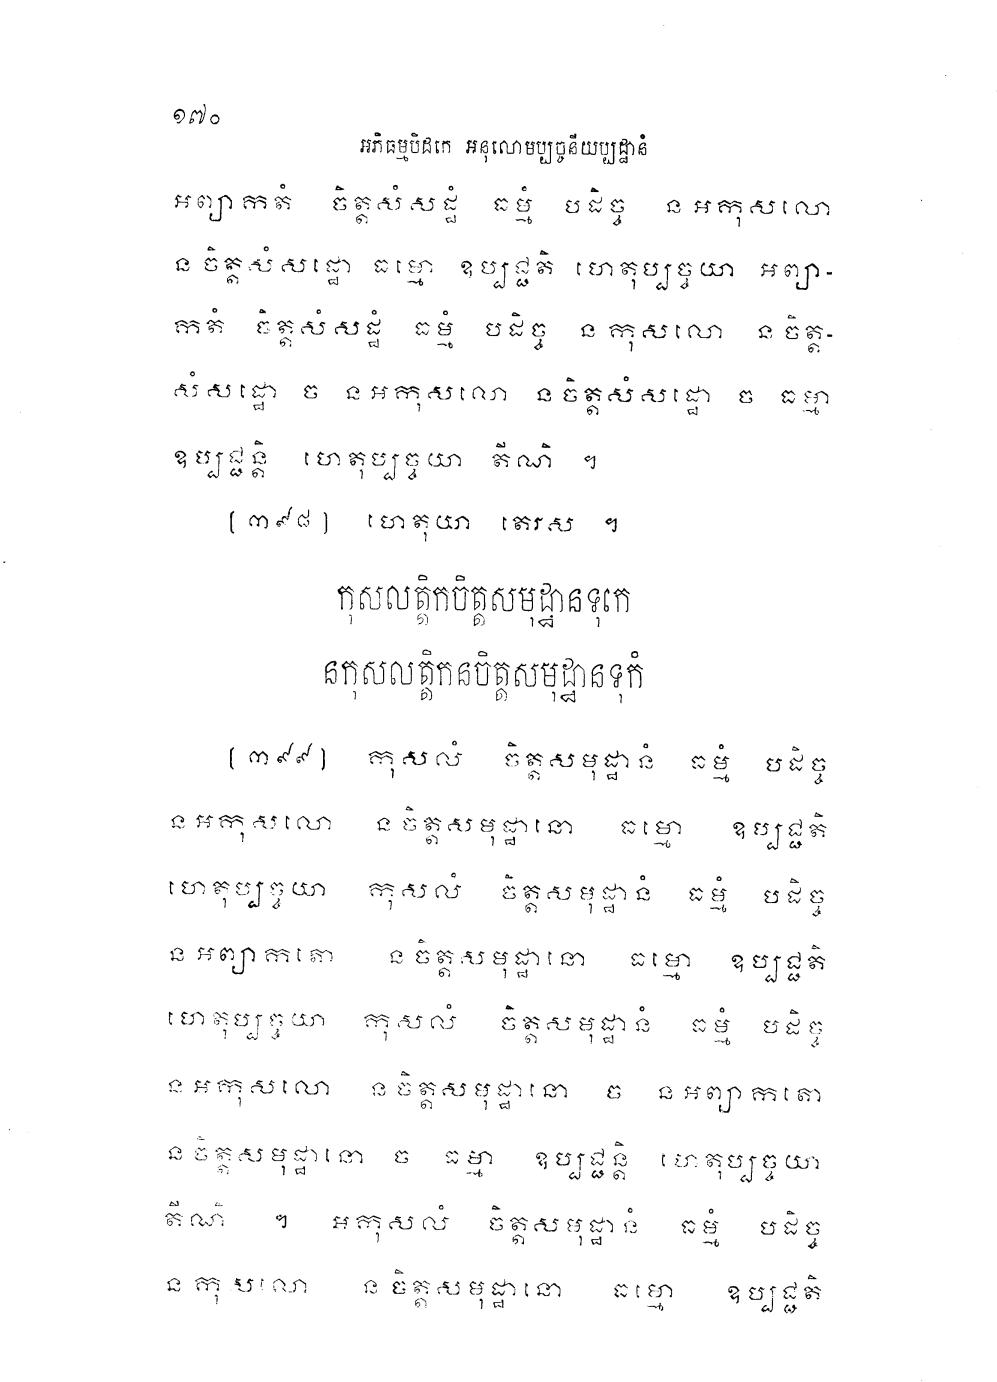 ១៧០
អភិធម្មបិដកេ អនុលោមប្បច្ចនីយប្បដ្ឋានំ
អព្យាកតំ ចិត្តសំសដ្ឋំ ធម្មំ បដិច្ច នអកុសលោ
នចិត្តសំសដ្ឋោ ធម្មោ ឧប្បជ្ជតិ ហេតុប្បច្ចយា អព្យា-
កតំ ចិត្តសំសដ្ឋំ ធម្មំ បដិច្ច នកុសលោ នចិត្ត-
សំសដ្ឋោ ច នអកុសលោ នចិត្តសំសដ្ឋោ ច ធម្មា
ឧប្បជ្ជន្តិ ហេតុប្បច្ចយា តីណិ ។
[៣៩៨] ហេតុយា តេរស ។
កុសលត្តិកចិត្តសមុដ្ឋានទុកេ
នកុសលត្តិកនចិត្តសមុដ្ឋានទុកំ
[៣៩៩] កុសលំ ចិត្តសមុដ្ឋានំ ធម្មំ បដិច្ច
នអកុសលោ នចិត្តសមុដ្ឋានោ ធម្មោ ឧប្បជ្ជតិ
ហេតុប្បច្ចយា កុសលំ ចិត្តសមុដ្ឋានំ ធម្មំ បដិច្ច
នអព្យាកតោ នចិត្តសមុដ្ឋានោ ធម្មោ ឧប្បជ្ជតិ
ហេតុប្បច្ចយា កុសលំ ចិត្តសមុដ្ឋានំ ធម្មំ បដិច្ច
នអកុសលោ នចិត្តសមុដ្ឋានោ ច នអព្យាកតោ
នចិត្តសមុដ្ឋានោ ច ធម្មា ឧប្បជ្ជន្តិ ហេតុប្បច្ចយា
តីណិ ។ អកុសលំ ចិត្តសមុដ្ឋានំ ធម្មំ បដិច្ច
នកុសលោ នចិត្តសមុដ្ឋានោ ធម្មោ ឧប្បជ្ជតិ